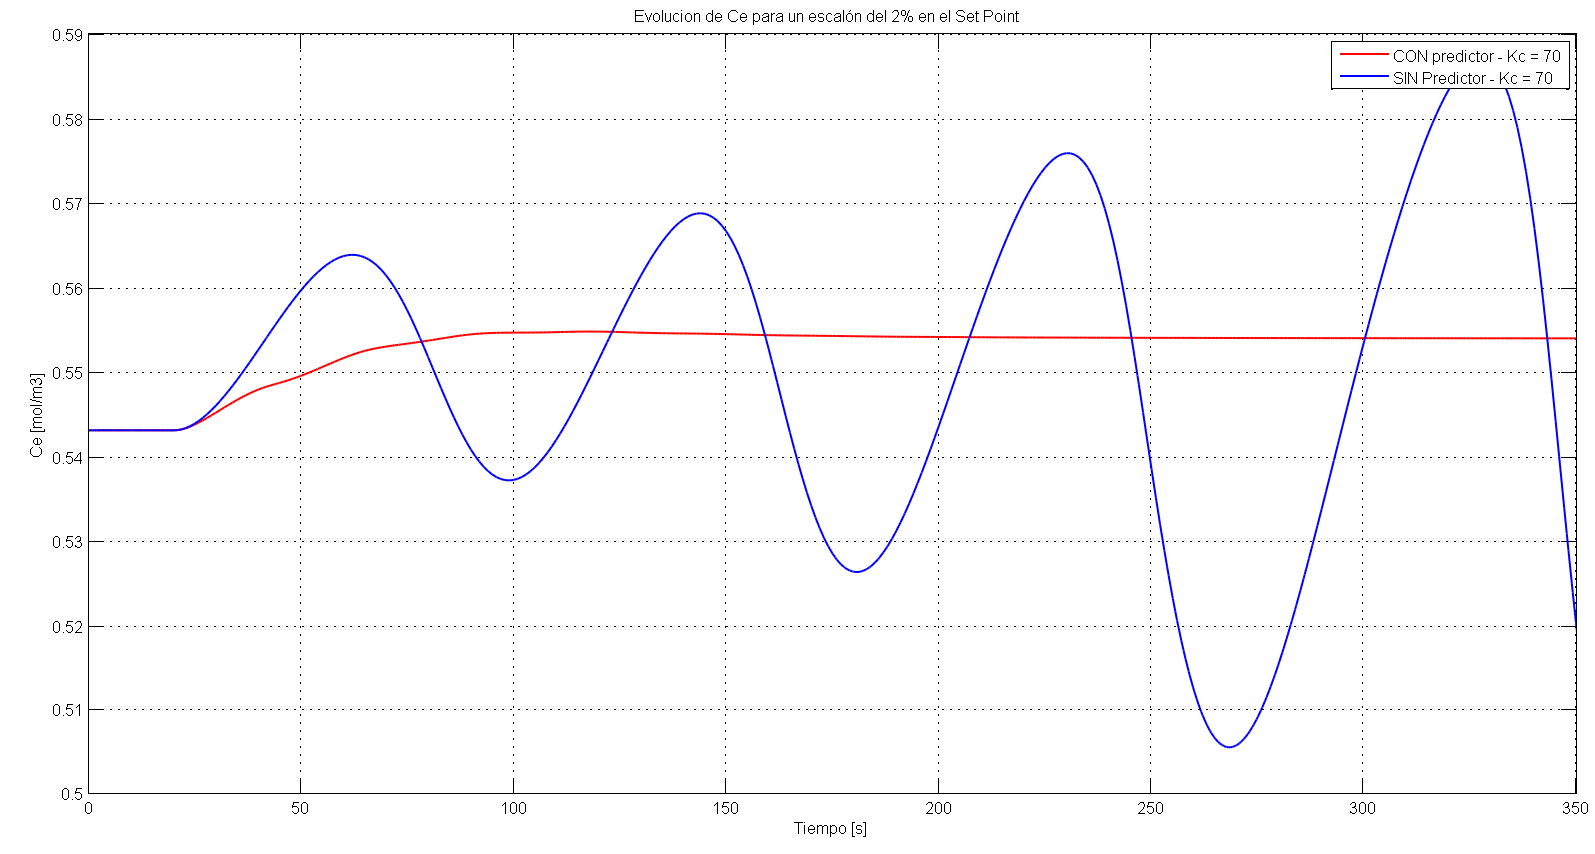 Evolucion de Ce para un escalón del 2% en el Set Point
CON predictor - Kc = 70
SIN Predictor - Kc = 70
0.59
0.58
0.57
0.56
0.55
0.54
0.53
0.52
0.51
0.5
Ce [mol/m3]
0 50 100 150 200 250 300 350
Tiempo [s]